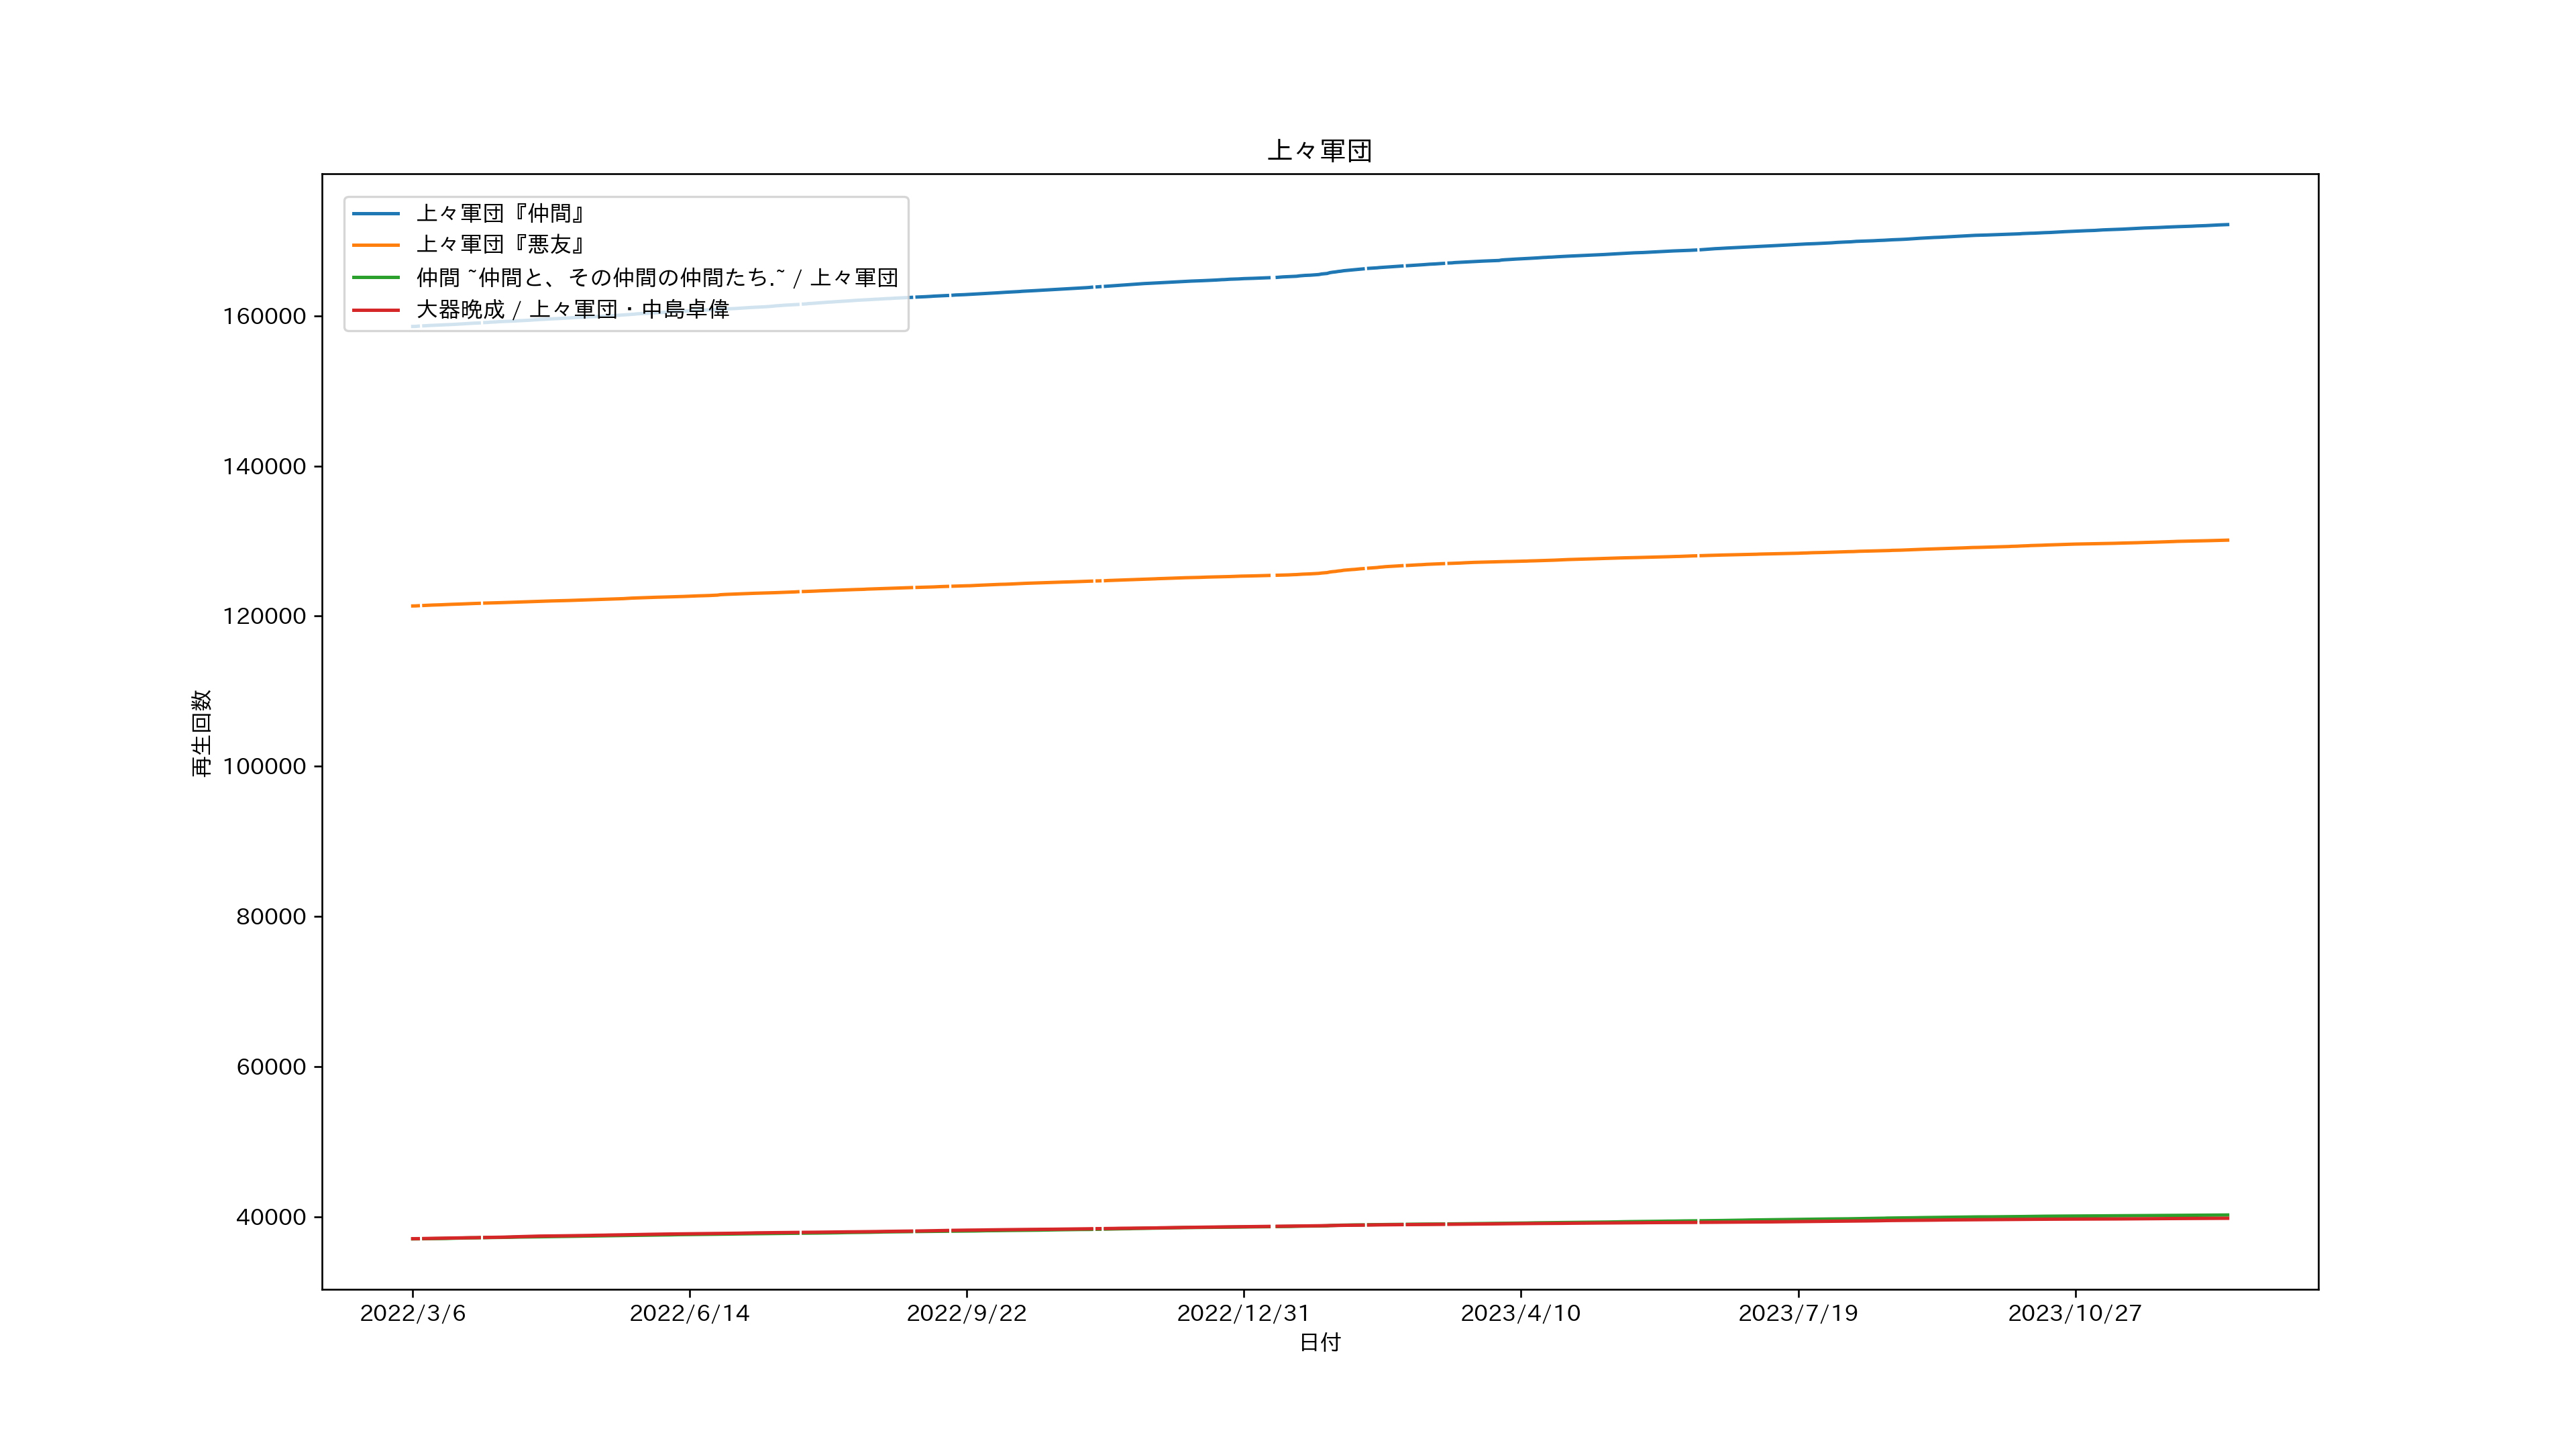 上々軍団
上々軍団『仲間』
上々軍団『悪友』
仲間 ~仲間と、その仲間の仲間たち.~ / 上々軍団
大器晩成 / 上々軍団・中島卓偉
160000
140000
120000
100000
80000
60000
40000
再生回数
2022/3/6
2022/6/14
2022/9/22
2022/12/31
2023/4/10
2023/7/19
2023/10/27
日付